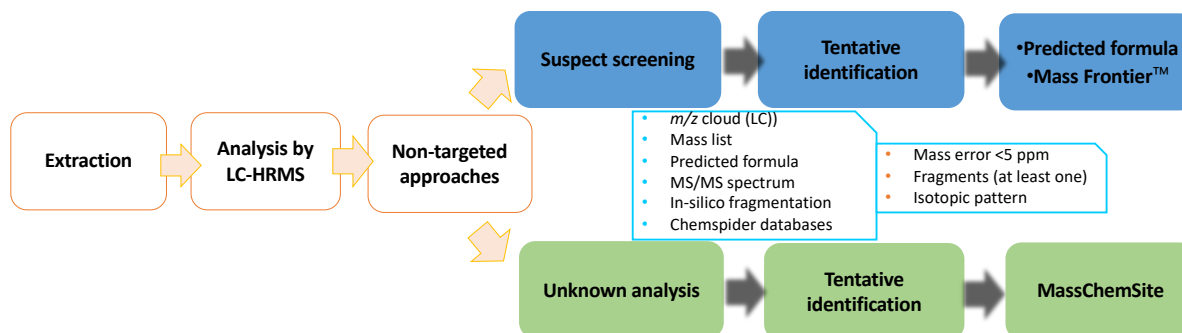 Extraction
Analysis by
LC-HRMS
Non-targeted
approaches
Suspect screening
Tentative
identification
•Predicted formula
•Mass Frontier™
• m/z cloud (LC))
• Mass list
• Predicted formula
• MS/MS spectrum
• In-silico fragmentation
• Chemspider databases
• Mass error <5 ppm
• Fragments (at least one)
• Isotopic pattern
Unknown analysis
Tentative
identification
MassChemSite